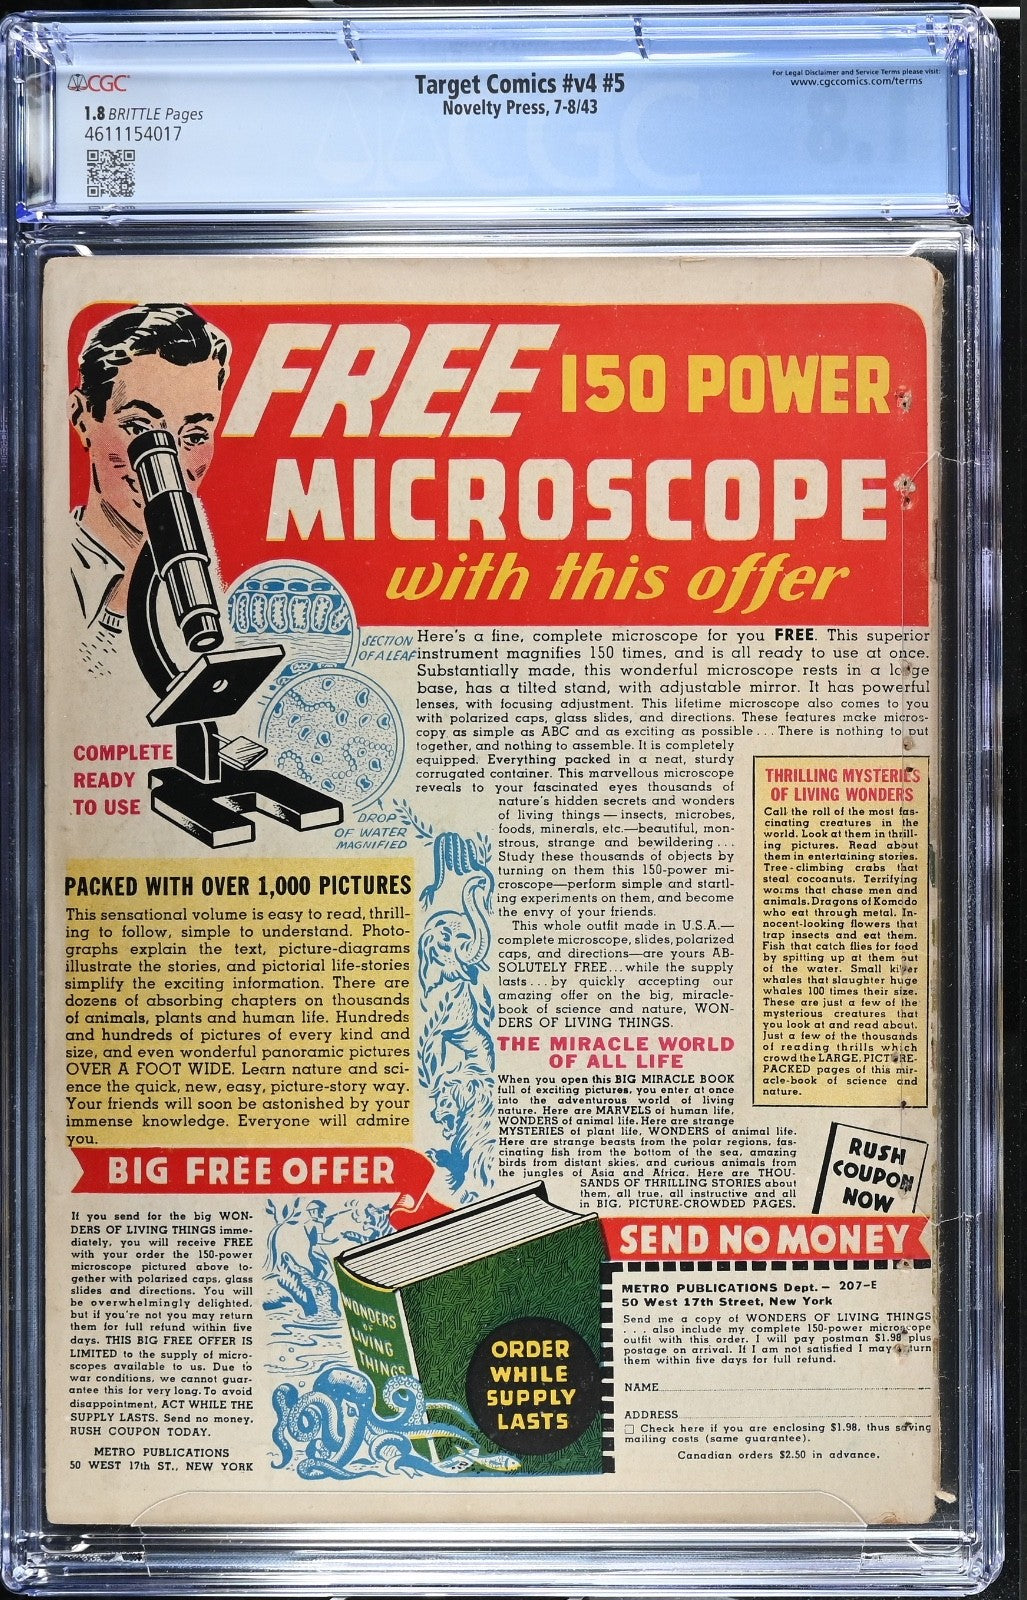 CGC
Target Comics #v4 #5
Novelty Press, 7-8/43
For Legal Disclaimer and Service Terms please visit:
www.cgccomics.com/terms
1.8 BRITTLE Pages
4611154017
FREE 150 POWER
MICROSCOPE
with this offer
SECTION
OF A LEAF
DROP
OF WATER
MAGNIFIED
COMPLETE
READY
TO USE
Here's a fine, complete microscope for you FREE. This superior
instrument magnifies 150 times, and is all ready to use at once.
Substantially made, this wonderful microscope rests in a large
base, has a tilted stand, with adjustable mirror. It has powerful
lenses, with focusing adjustment. This lifetime microscope also comes to you
with polarized caps, glass slides, and directions. These features make micros-
copy as simple as ABC and as exciting as possible... There is nothing to put
together, and nothing to assemble. It is completely
equipped. Everything packed in a neat, sturdy
corrugated container. This marvellous microscope
reveals to your fascinated eyes thousands of
nature's hidden secrets and wonders
of living things — insects, microbes,
foods, minerals, etc.—beautiful, mon-
strous, strange and bewildering...
Study these thousands of objects by
turning on them this 150-power mi-
croscope—perform simple and startl-
ing experiments on them, and become
the envy of your friends.
This whole outfit made in U.S.A.—
complete microscope, slides, polarized
caps, and directions—are yours AB-
SOLUTELY FREE... while the supply
lasts... by quickly accepting our
amazing offer on the big, miracle-
book of science and nature, WON-
DERS OF LIVING THINGS.
THRILLING MYSTERIES
OF LIVING WONDERS
Call the roll of the most fas-
cinating creatures in the
world. Look at them in thrill-
ing pictures. Read about
them in entertaining stories.
Tree-climbing crabs that
steal cocoanuts. Terrifying
worms that chase men and
animals. Dragons of Komodo
who eat through metal. In-
nocent-looking flowers that
trap insects and eat them.
Fish that catch flies for food
by spitting up at them out
of the water. Small killer
whales that slaughter huge
whales 100 times their size.
These are just a few of the
mysterious creatures that
you look at and read about.
Just a few of the thousands
of reading thrills which
crowd the LARGE, PICTURE-
PACKED pages of this mir-
acle-book of science and
nature.
PACKED WITH OVER 1,000 PICTURES
This sensational volume is easy to read, thrill-
ing to follow, simple to understand. Photo-
graphs explain the text, picture-diagrams
illustrate the stories, and pictorial life-stories
simplify the exciting information. There are
dozens of absorbing chapters on thousands
of animals, plants and human life. Hundreds
and hundreds of pictures of every kind and
size, and even wonderful panoramic pictures
OVER A FOOT WIDE. Learn nature and sci-
ence the quick, new, easy, picture-story way.
Your friends will soon be astonished by your
immense knowledge. Everyone will admire
you.
THE MIRACLE WORLD
OF ALL LIFE
When you open this BIG MIRACLE BOOK
full of exciting pictures, you enter at once
into the adventurous world of living
nature. Here are MARVELS of human life,
WONDERS of animal life. Here are strange
MYSTERIES of plant life, WONDERS of animal life.
Here are strange beasts from the polar regions, fas-
cinating fish from the bottom of the sea, amazing
birds from distant skies, and curious animals from
the jungles of Asia and Africa. Here are THOU-
SANDS OF THRILLING STORIES about
them, all true, all instructive and all
in BIG, PICTURE-CROWDED PAGES.
BIG FREE OFFER
If you send for the big WON-
DERS OF LIVING THINGS imme-
diately, you will receive FREE
with your order the 150-power
microscope pictured above to-
gether with polarized caps, glass
slides and directions. You will
be overwhelmingly delighted,
but if you're not you may return
them for full refund within five
days. THIS BIG FREE OFFER IS
LIMITED to the supply of micro-
scopes available to us. Due to
war conditions, we cannot guar-
antee this for very long. To avoid
disappointment, ACT WHILE THE
SUPPLY LASTS. Send no money.
RUSH COUPON TODAY.
METRO PUBLICATIONS
50 WEST 17th ST., NEW YORK
WONDERS
OF
LIVING
THINGS
ORDER
WHILE
SUPPLY
LASTS
RUSH
COUPON
NOW
SEND NO MONEY
METRO PUBLICATIONS Dept. — 207-E
50 West 17th Street, New York
Send me a copy of WONDERS OF LIVING THINGS
... also include my complete 150-power microscope
outfit with this order. I will pay postman $1.98 plus
postage on arrival. If I am not satisfied I may return
them within five days for full refund.
NAME
ADDRESS
Check here if you are enclosing $1.98, thus saving
mailing costs (same guarantee).
Canadian orders $2.50 in advance.